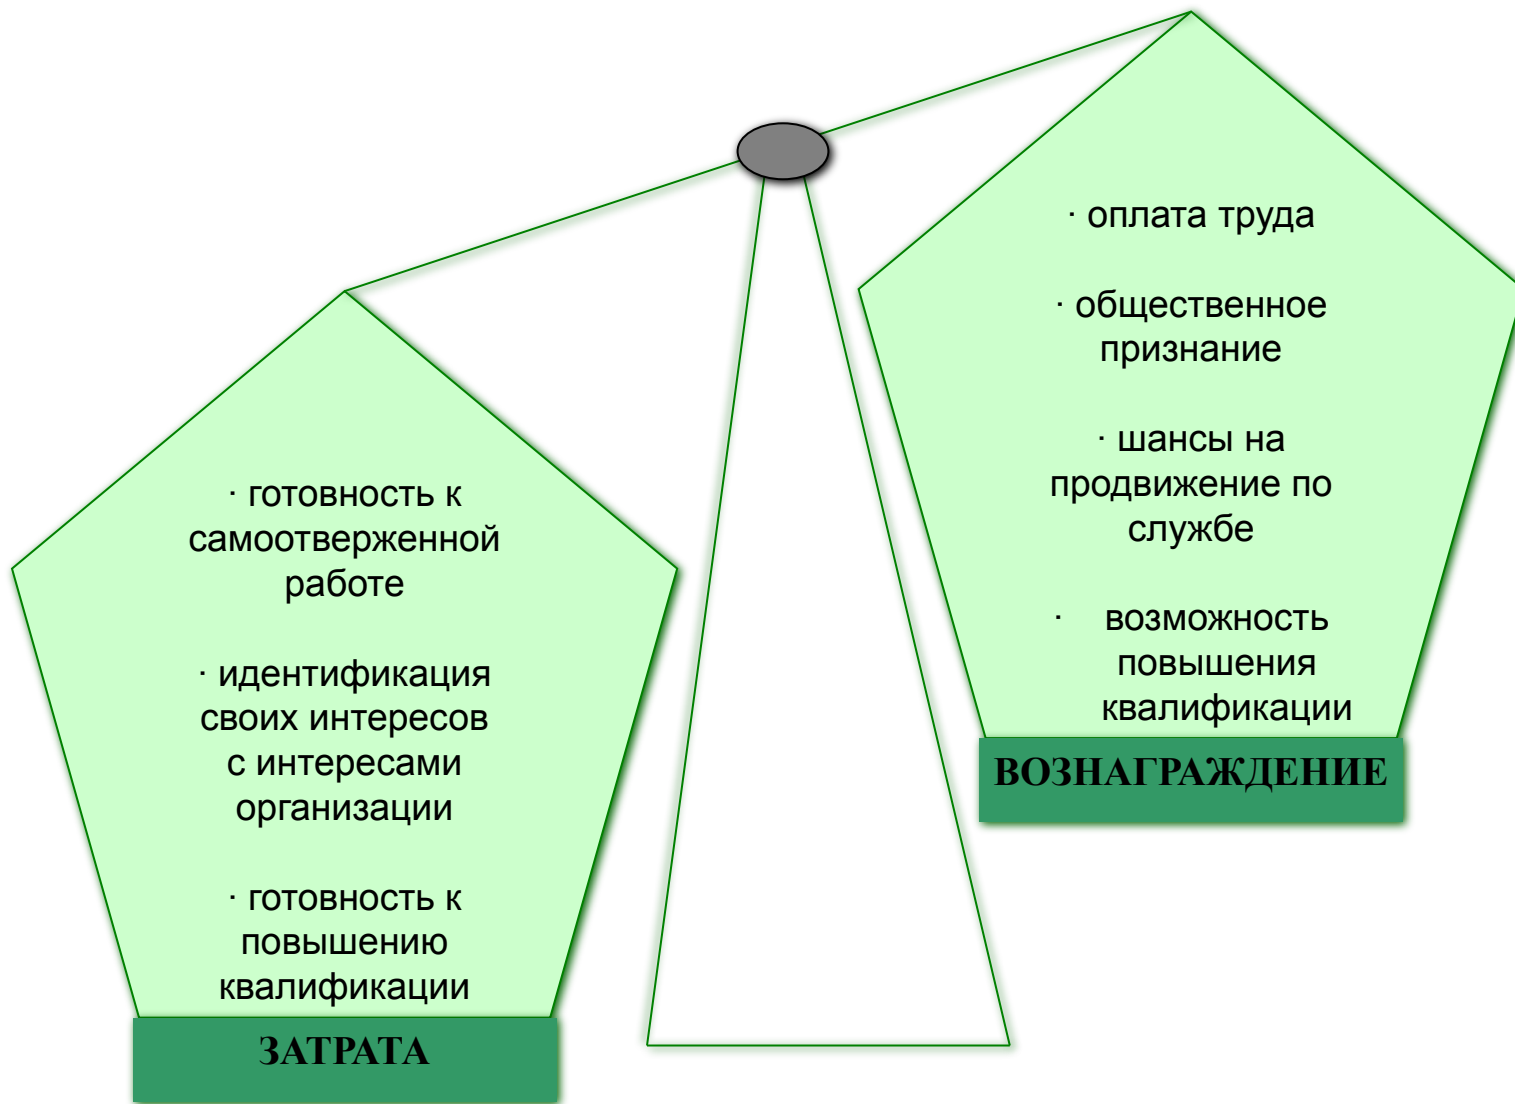 · готовность к
самоотверженной
работе
· идентификация
своих интересов
с интересами
организации
· готовность к
повышению
квалификации
ЗАТРАТА
· оплата труда
· общественное
признание
· шансы на
продвижение по
службе
· возможность
повышения
квалификации
ВОЗНАГРАЖДЕНИЕ